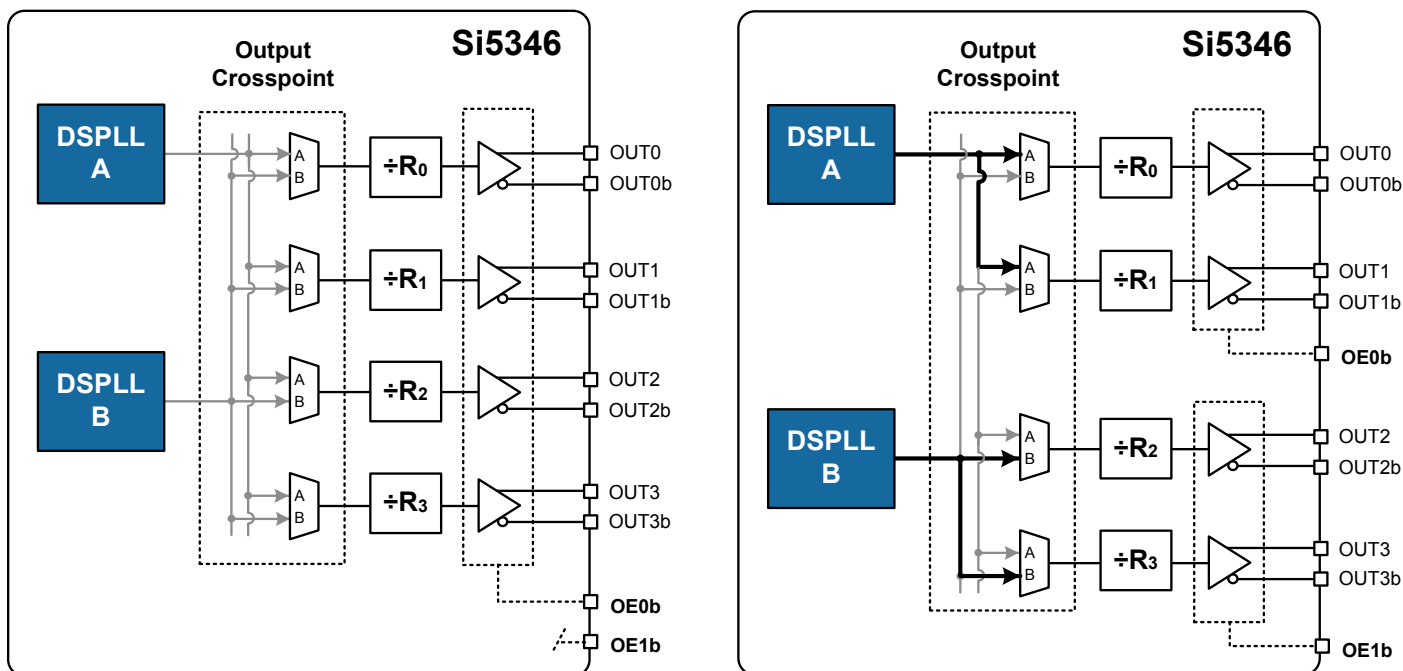 Si5346
Output
Crosspoint
DSPLL
A
A
B
÷R0
OUT0
OUT0b
A
B
÷R1
OUT1
OUT1b
DSPLL
B
A
B
÷R2
OUT2
OUT2b
A
B
÷R3
OUT3
OUT3b
OE0b
OE1b
Si5346
Output
Crosspoint
DSPLL
A
A
B
÷R0
OUT0
OUT0b
A
B
÷R1
OUT1
OUT1b
OE0b
DSPLL
B
A
B
÷R2
OUT2
OUT2b
A
B
÷R3
OUT3
OUT3b
OE1b